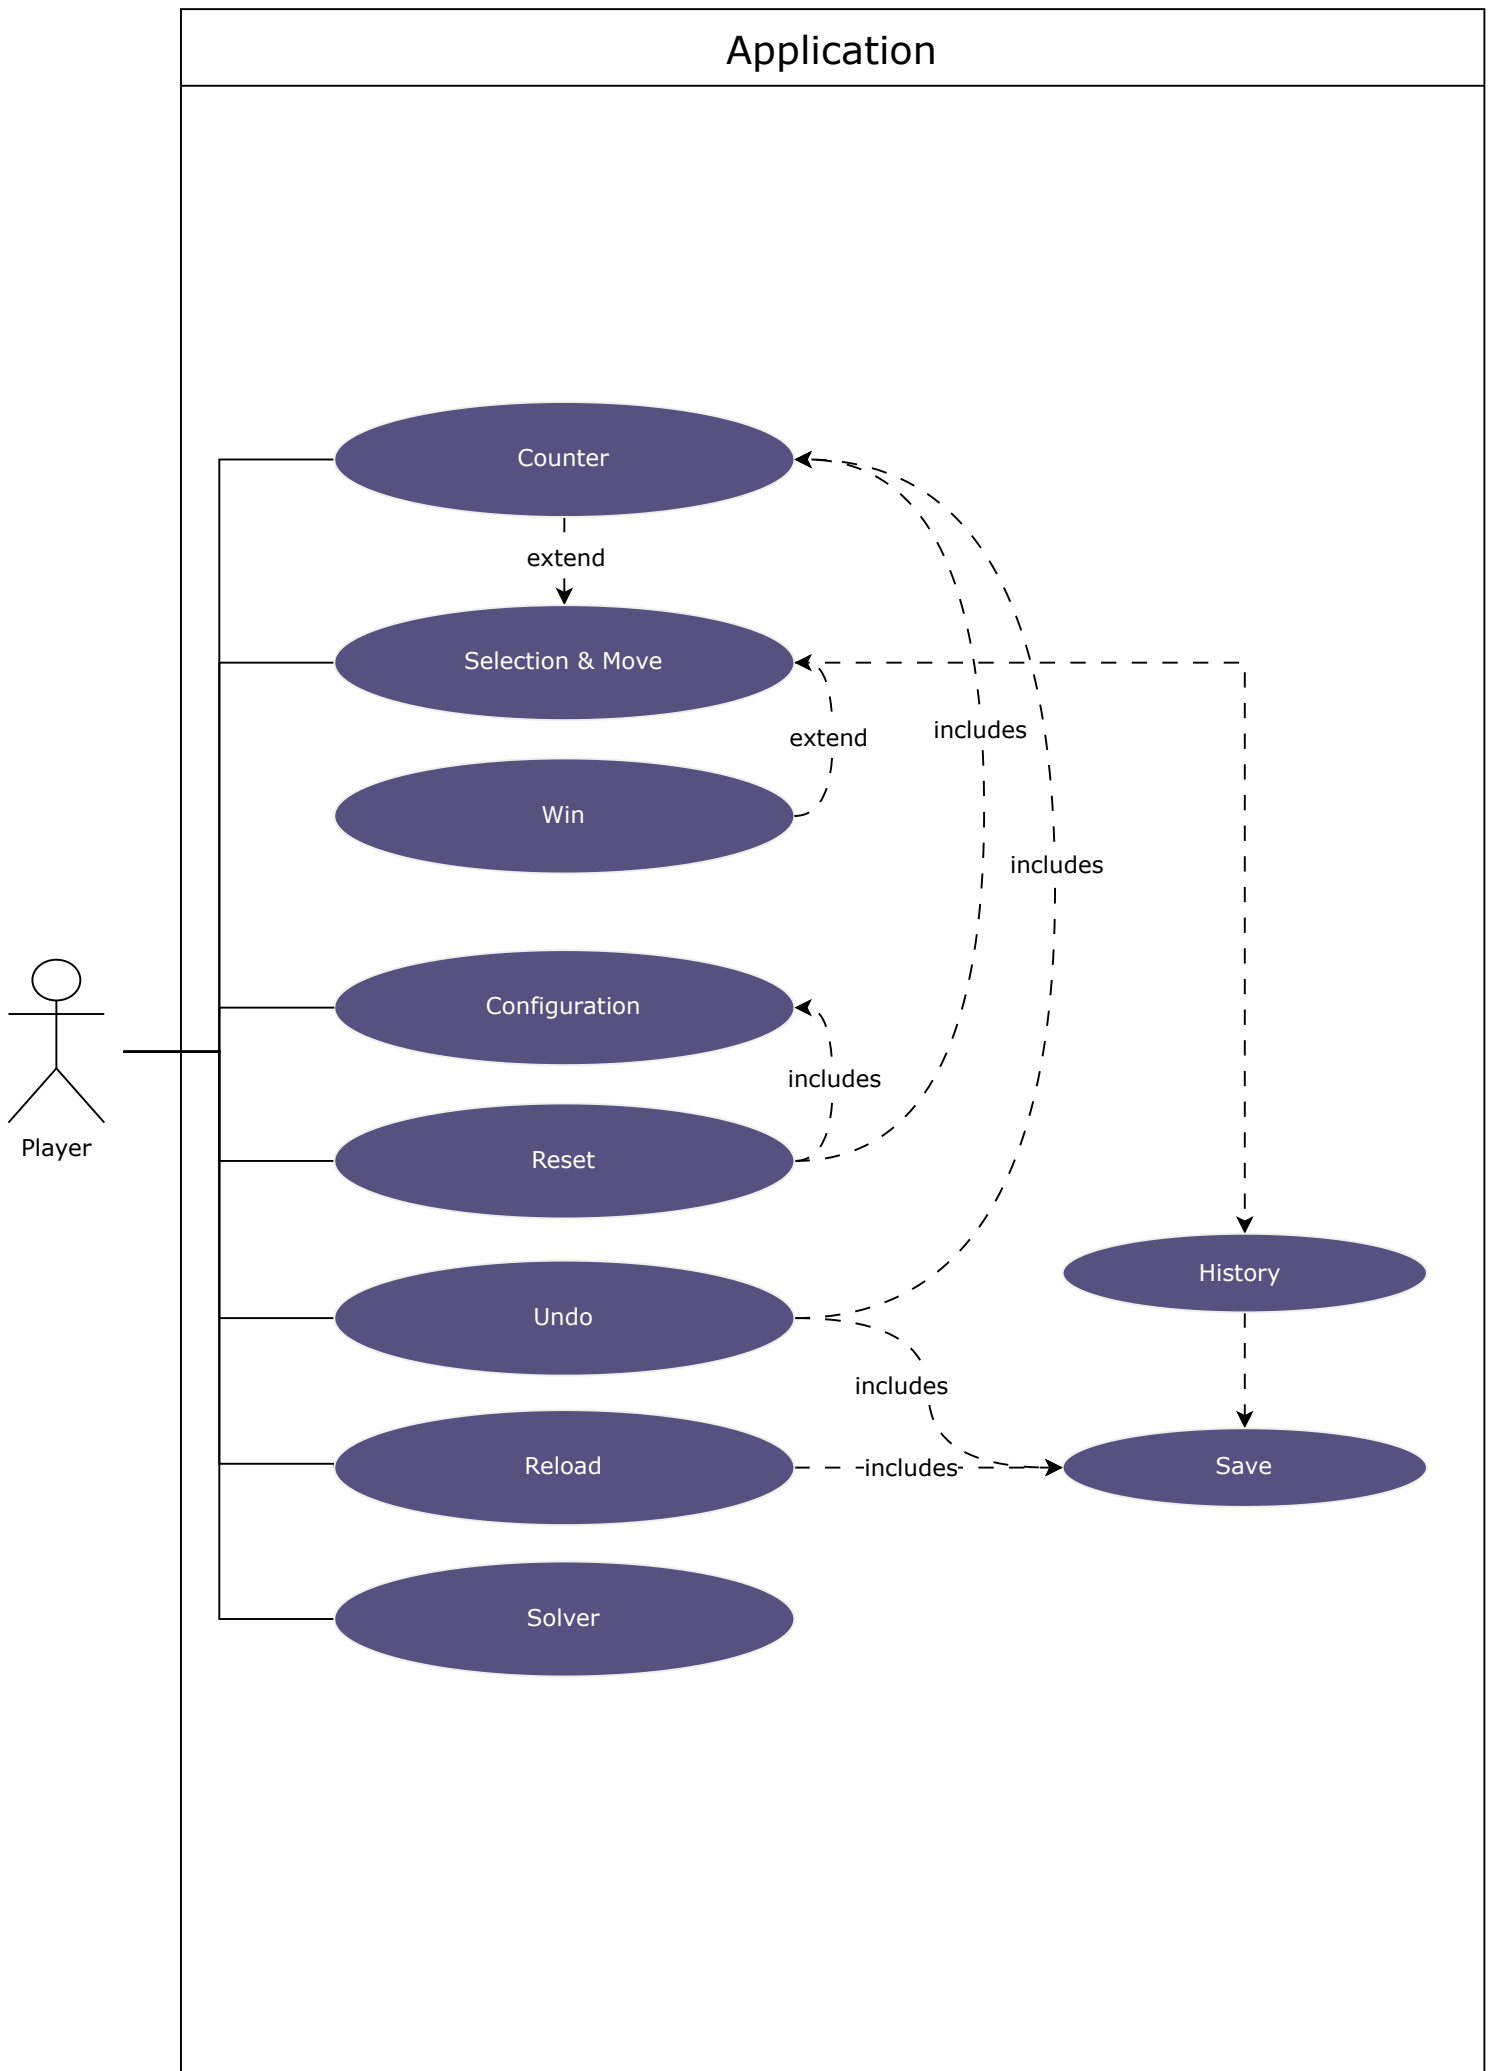 Application
Counter
extend
Selection & Move
includes
extend
Win
includes
Configuration
includes
Player
Reset
History
Undo
includes
Reload
includes
Save
Solver